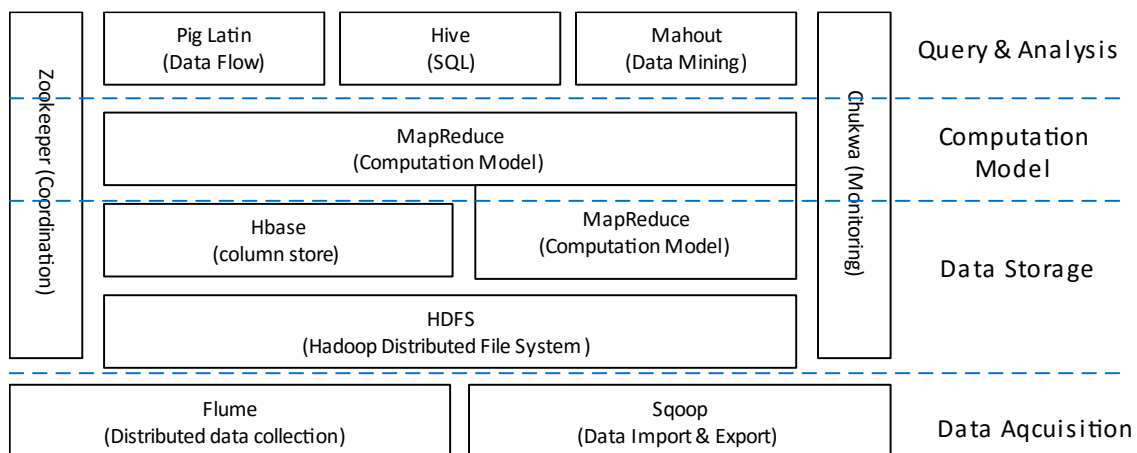 Zookeeper (Coordination)
Pig Latin
(Data Flow)
Hive
(SQL)
Mahout
(Data Mining)
Chukwa (Monitoring)
Query & Analysis
MapReduce
(Computation Model)
Computation
Model
Hbase
(column store)
MapReduce
(Computation Model)
Data Storage
HDFS
(Hadoop Distributed File System )
Flume
(Distributed data collection)
Sqoop
(Data Import & Export)
Data Aqcuisition